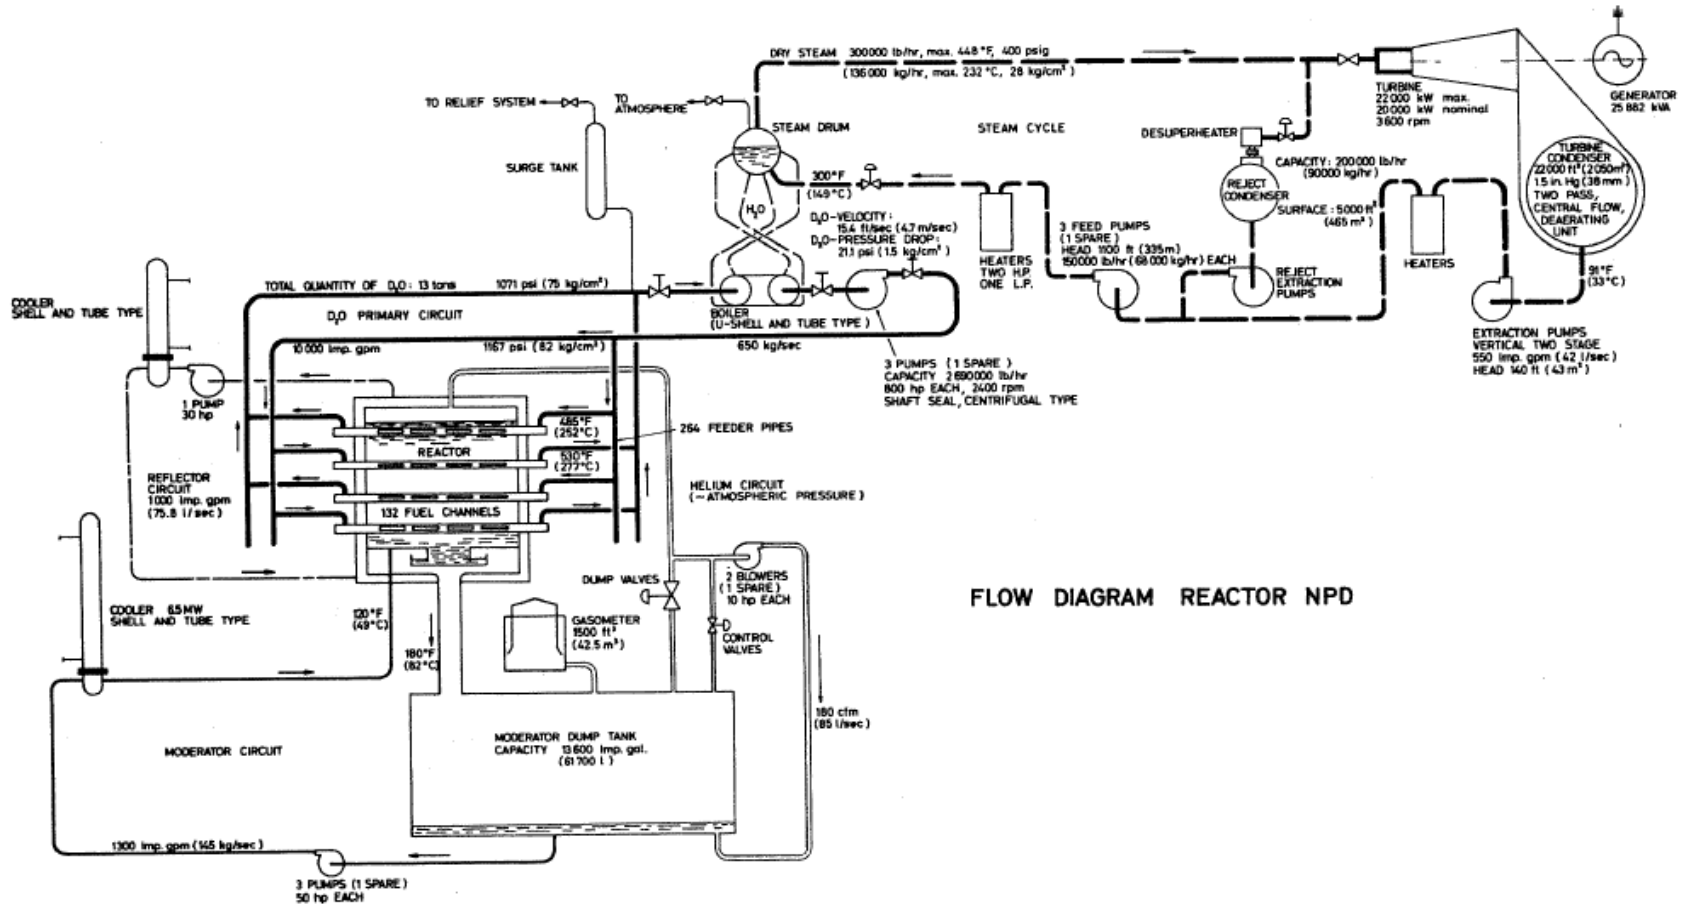 DRY STEAM 300000 lb/hr, max. 448°F, 400 psig
(136000 kg/hr, max. 232°C, 28 kg/cm²)
TO RELIEF SYSTEM
TO
ATMOSPHERE
STEAM DRUM
STEAM CYCLE
SURGE TANK
TURBINE
22000 kW max.
20000 kW nominal
3600 rpm
GENERATOR
25882 kVA
DESUPERHEATER
CAPACITY: 200000 lb/hr
(90000 kg/hr)
REJECT
CONDENSER
SURFACE: 5000 ft²
(465 m²)
TURBINE
CONDENSER
22000 ft² (2050m²)
1.5 in. Hg (38 mm)
TWO PASS,
CENTRAL FLOW,
DEAERATING
UNIT
300°F
(149°C)
H₂O
D₂O-VELOCITY:
15.4 ft/sec (4.7 m/sec)
D₂O-PRESSURE DROP:
21.1 psi (1.5 kg/cm²)
HEATERS
TWO H.P.
ONE L.P.
3 FEED PUMPS
(1 SPARE)
HEAD 1100 ft (335m)
150000 lb/hr (68000 kg/hr) EACH
REJECT
EXTRACTION
PUMPS
HEATERS
91°F
(33°C)
EXTRACTION PUMPS
VERTICAL TWO STAGE
550 Imp. gpm (42 l/sec)
HEAD 140 ft (43 m²)
COOLER
SHELL AND TUBE TYPE
TOTAL QUANTITY OF D₂O: 13 tons
1071 psi (75 kg/cm²)
D₂O PRIMARY CIRCUIT
BOILER
(U-SHELL AND TUBE TYPE)
10000 Imp. gpm
1167 psi (82 kg/cm²)
650 kg/sec
3 PUMPS (1 SPARE)
CAPACITY 2690000 lb/hr
800 hp EACH, 2400 rpm
SHAFT SEAL, CENTRIFUGAL TYPE
1 PUMP
30 hp
485°F
(252°C)
264 FEEDER PIPES
REACTOR
530°F
(277°C)
REFLECTOR
CIRCUIT
1000 Imp. gpm
(75.8 l/sec)
HELIUM CIRCUIT
(~ATMOSPHERIC PRESSURE)
132 FUEL CHANNELS
DUMP VALVES
2 BLOWERS
(1 SPARE)
10 hp EACH
FLOW DIAGRAM REACTOR NPD
COOLER 6.5MW
SHELL AND TUBE TYPE
120°F
(49°C)
GASOMETER
1500 ft³
(42.5 m³)
CONTROL
VALVES
180°F
(82°C)
180 cfm
(85 l/sec)
MODERATOR CIRCUIT
MODERATOR DUMP TANK
CAPACITY 13600 Imp. gal.
(61700 l)
1300 Imp. gpm (145 kg/sec)
3 PUMPS (1 SPARE)
50 hp EACH